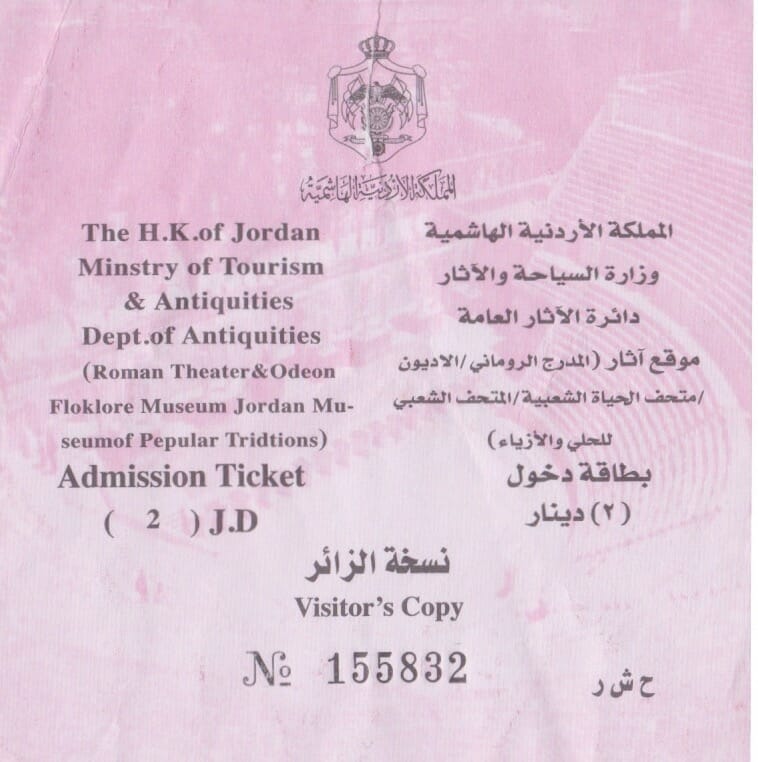 المملكة الأردنية الهاشمية
The H.K.of Jordan
Minstry of Tourism
& Antiquities
Dept.of Antiquities
(Roman Theater&Odeon
Floklore Museum Jordan Mu-
seumof Pepular Tridtions)
Admission Ticket
( 2 ) J.D
المملكة الأردنية الهاشمية
وزارة السياحة والآثار
دائرة الآثار العامة
موقع آثار (المدرج الروماني/الاديون
/متحف الحياة الشعبية/المتحف الشعبي
للحلي والأزياء)
بطاقة دخول
(٢) دينار
نسخة الزائر
Visitor's Copy
№ 155832
ح ش ر